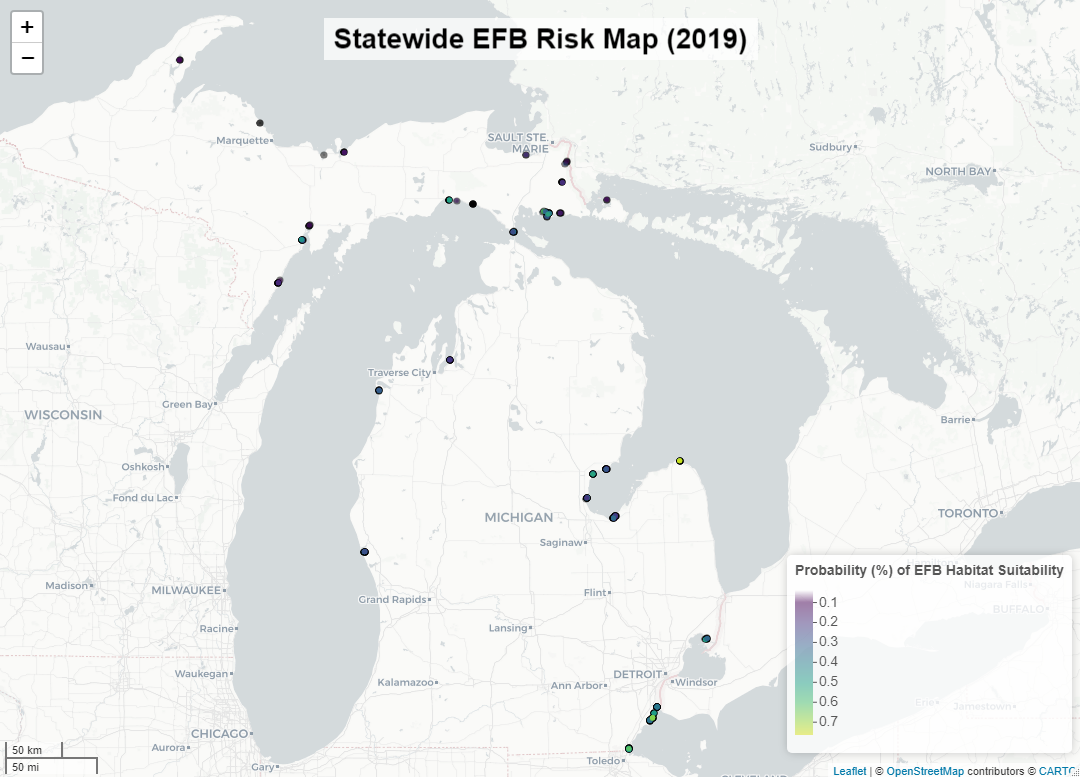 +
−
Statewide EFB Risk Map (2019)
Marquette
SAULT STE.
MARIE
Sudbury
NORTH BAY
Wausau
Traverse City
Green Bay
WISCONSIN
Barrie
Oshkosh
Fond du Lac
MICHIGAN
TORONTO
Saginaw
Madison
MILWAUKEE
Flint
Grand Rapids
Racine
Lansing
Waukegan
Kalamazoo
Ann Arbor
DETROIT
Windsor
CHICAGO
Aurora
Gary
Toledo
CLEVELAND
Probability (%) of EFB Habitat Suitability
Niagara Falls
BUFFALO
Erie
Jamestown
0.1
0.2
0.3
0.4
0.5
0.6
0.7
50 km
50 mi
Leaflet | © OpenStreetMap contributors © CARTO